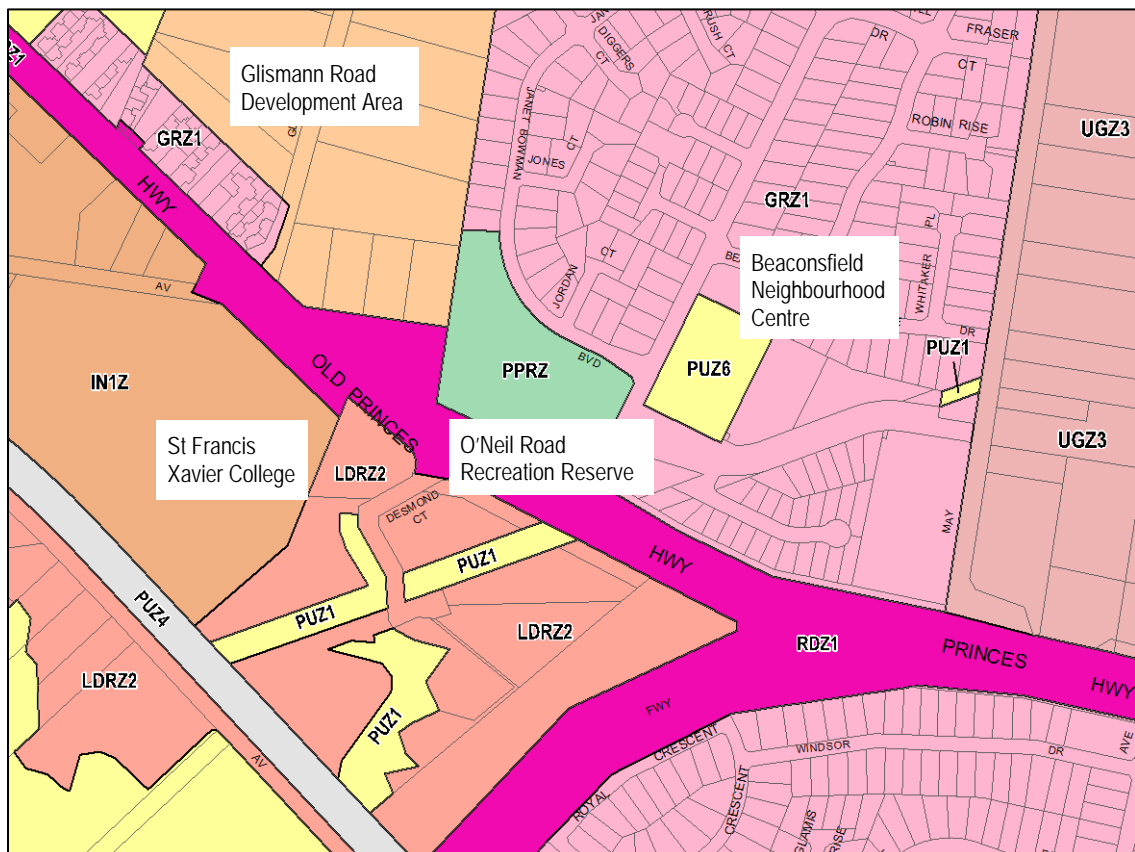 Glismann Road
Development Area
GRZ1
HWY
DIGGERS
CT
RUSH CT
DR
FRASER
CT
ROBIN RISE
UGZ3
JANET BOWMAN
JONES
CT
GRZ1
PL
WHITAKER
CT
JORDAN
Beaconsfield
Neighbourhood
Centre
DR
PUZ1
AV
IN1Z
OLD PRINCES
PPRZ
BVD
PUZ6
UGZ3
St Francis
Xavier College
LDRZ2
O'Neil Road
Recreation Reserve
DESMOND
CT
MAY
HWY
PUZ1
PUZ1
PUZ4
LDRZ2
RDZ1
PRINCES
HWY
LDRZ2
PUZ1
FWY
AV
CRESCENT
ROYAL
CRESCENT
WINDSOR
DR
AVE
GLAMIS
RISE